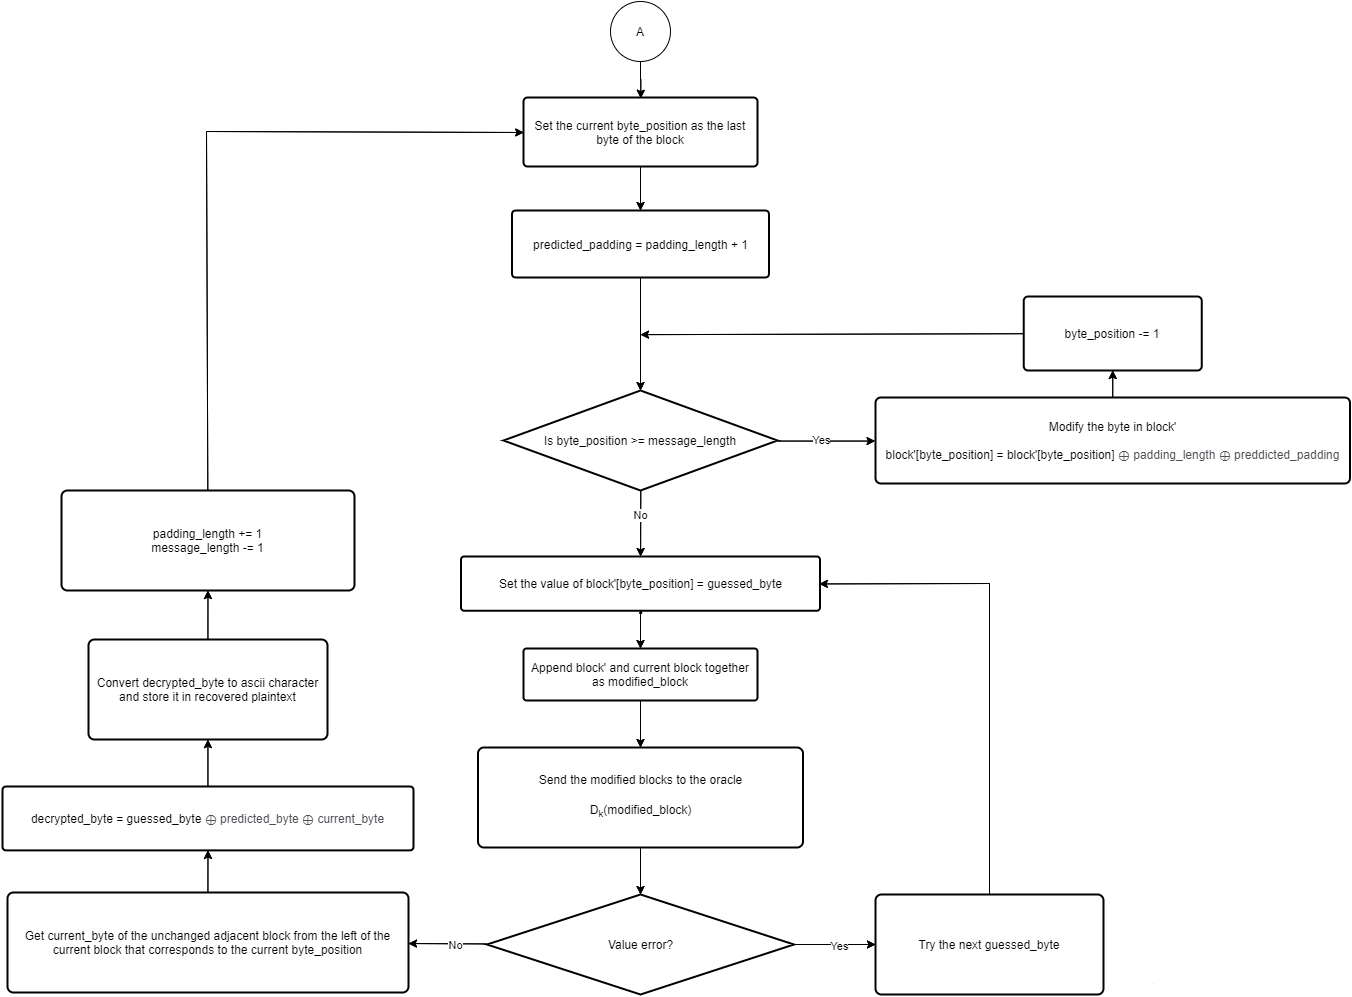 A
Set the current byte_position as the last
byte of the block
predicted_padding = padding_length + 1
byte_position -= 1
Is byte_position >= message_length
Yes
Modify the byte in block'
block'[byte_position] = block'[byte_position] ⊕ padding_length ⊕ preddicted_padding
No
padding_length += 1
message_length -= 1
Set the value of block'[byte_position] = guessed_byte
Append block' and current block together
as modified_block
Convert decrypted_byte to ascii character
and store it in recovered plaintext
Send the modified blocks to the oracle
Dk(modified_block)
decrypted_byte = guessed_byte ⊕ predicted_byte ⊕ current_byte
Get current_byte of the unchanged adjacent block from the left of the
current block that corresponds to the current byte_position
No
Value error?
Yes
Try the next guessed_byte